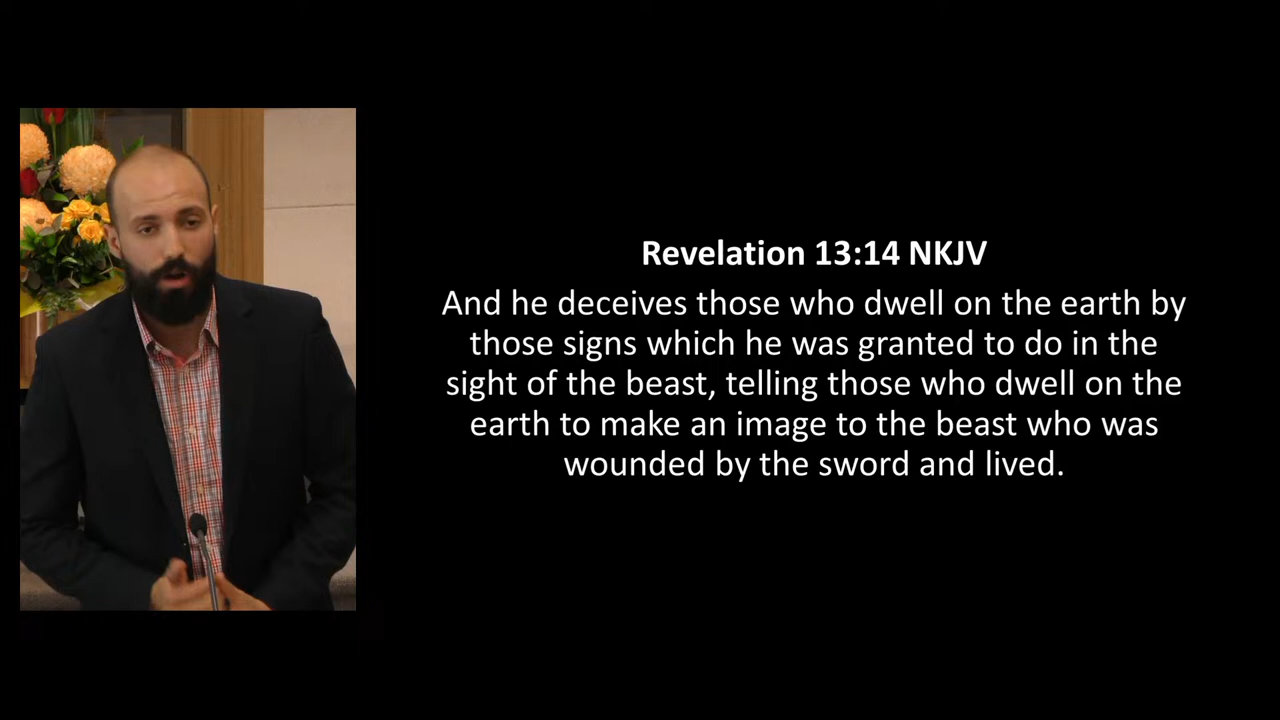 Revelation 13:14 NKJV
And he deceives those who dwell on the earth by
those signs which he was granted to do in the
sight of the beast, telling those who dwell on the
earth to make an image to the beast who was
wounded by the sword and lived.